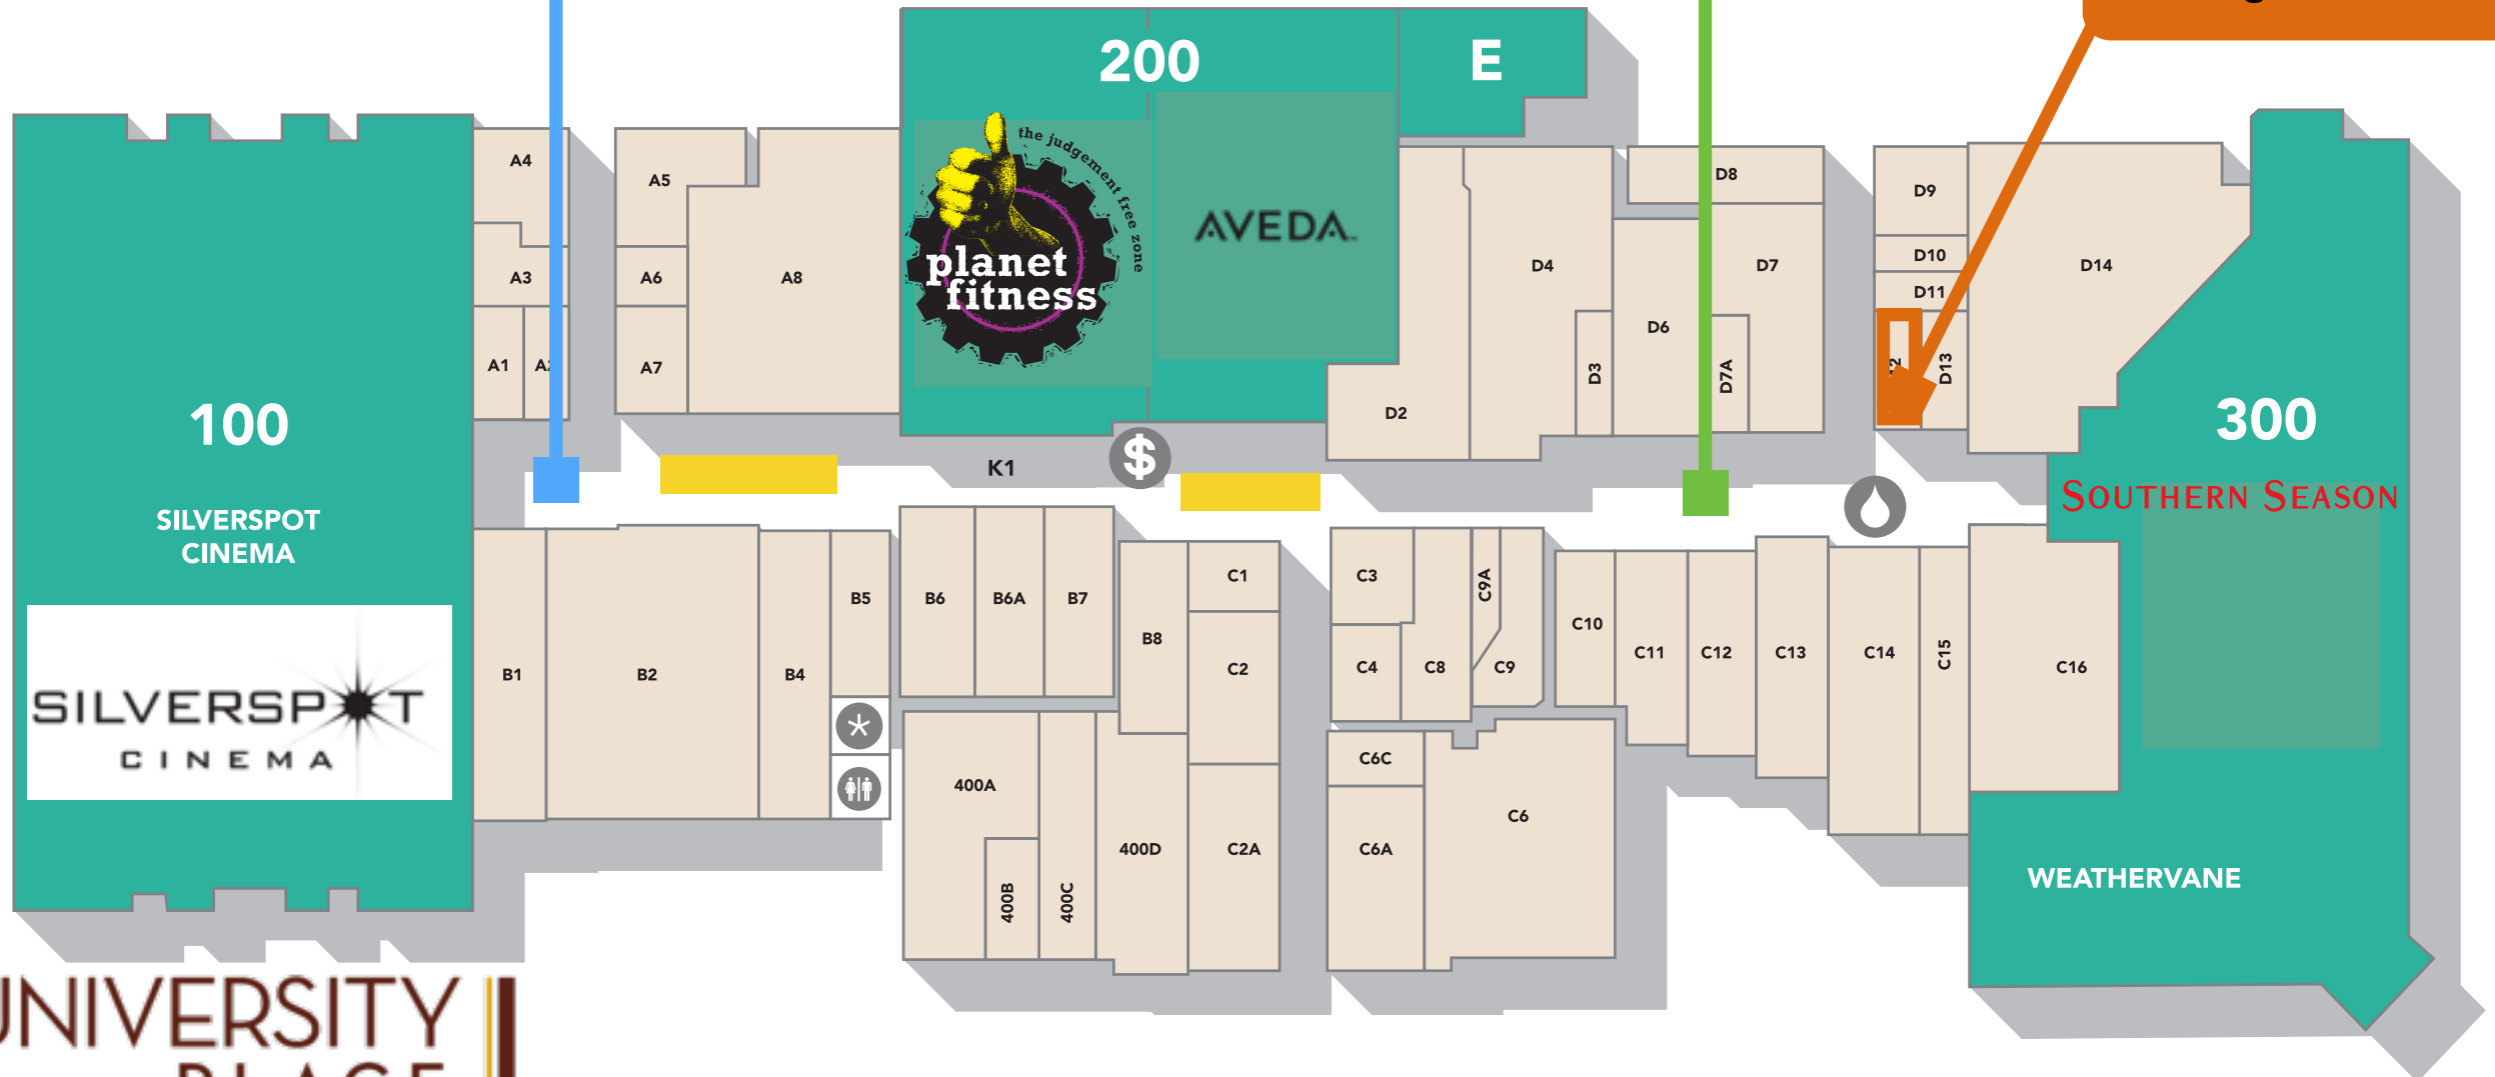 200
E
the judgement free zone
planet
fitness
AVEDA
A4
A5
A3
A6
A8
A1
A7
D8
D9
D10
D11
D14
D4
D7
D6
D3
D7A
D13
D2
100
300
K1
$
SILVERSPOT
CINEMA
SOUTHERN SEASON
SILVERSPOT
CINEMA
B1
B2
B4
B5
B6
B6A
B7
B8
C1
C2
C3
C4
C8
C9A
C9
C10
C11
C12
C13
C14
C15
C16
*
400A
400B
400C
400D
C2A
C6C
C6A
C6
WEATHERVANE
UNIVERSITY
PLACE